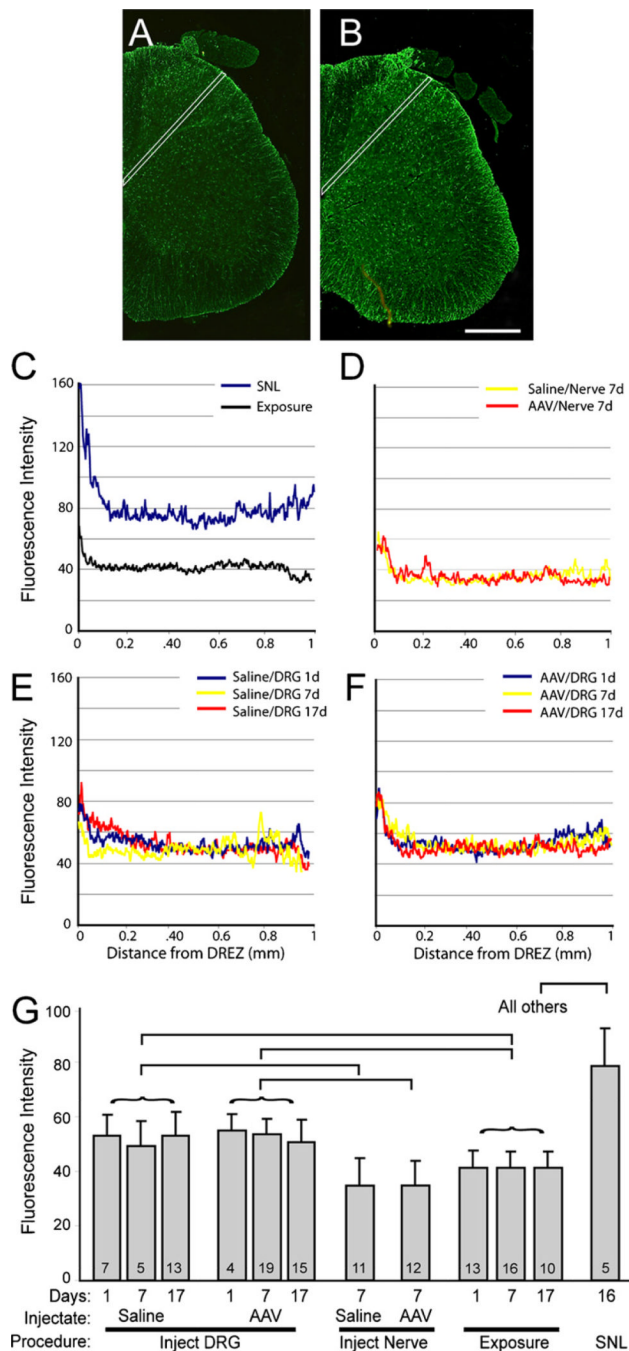 A
B
C
160
120
80
40
0
Fluorescence Intensity
SNL
Exposure
0 0.2 .40 0.6 0.8 1
D
Saline/Nerve 7d
AAV/Nerve 7d
0 0.2 .40 0.6 0.8 1
E
160
120
80
40
0
Fluorescence Intensity
Saline/DRG 1d
Saline/DRG 7d
Saline/DRG 17d
0 0.2 .40 0.6 0.8 1
Distance from DREZ (mm)
F
AAV/DRG 1d
AAV/DRG 7d
AAV/DRG 17d
0 0.2 .40 0.6 0.8 1
Distance from DREZ (mm)
G
100
80
60
40
20
0
Fluorescence Intensity
All others
7 5 13 4 19 15 11 12 13 16 10 5
Days: 1 7 17 1 7 17 7 7 1 7 17 16
Injectate: Saline AAV Saline AAV
Procedure: Inject DRG Inject Nerve Exposure SNL